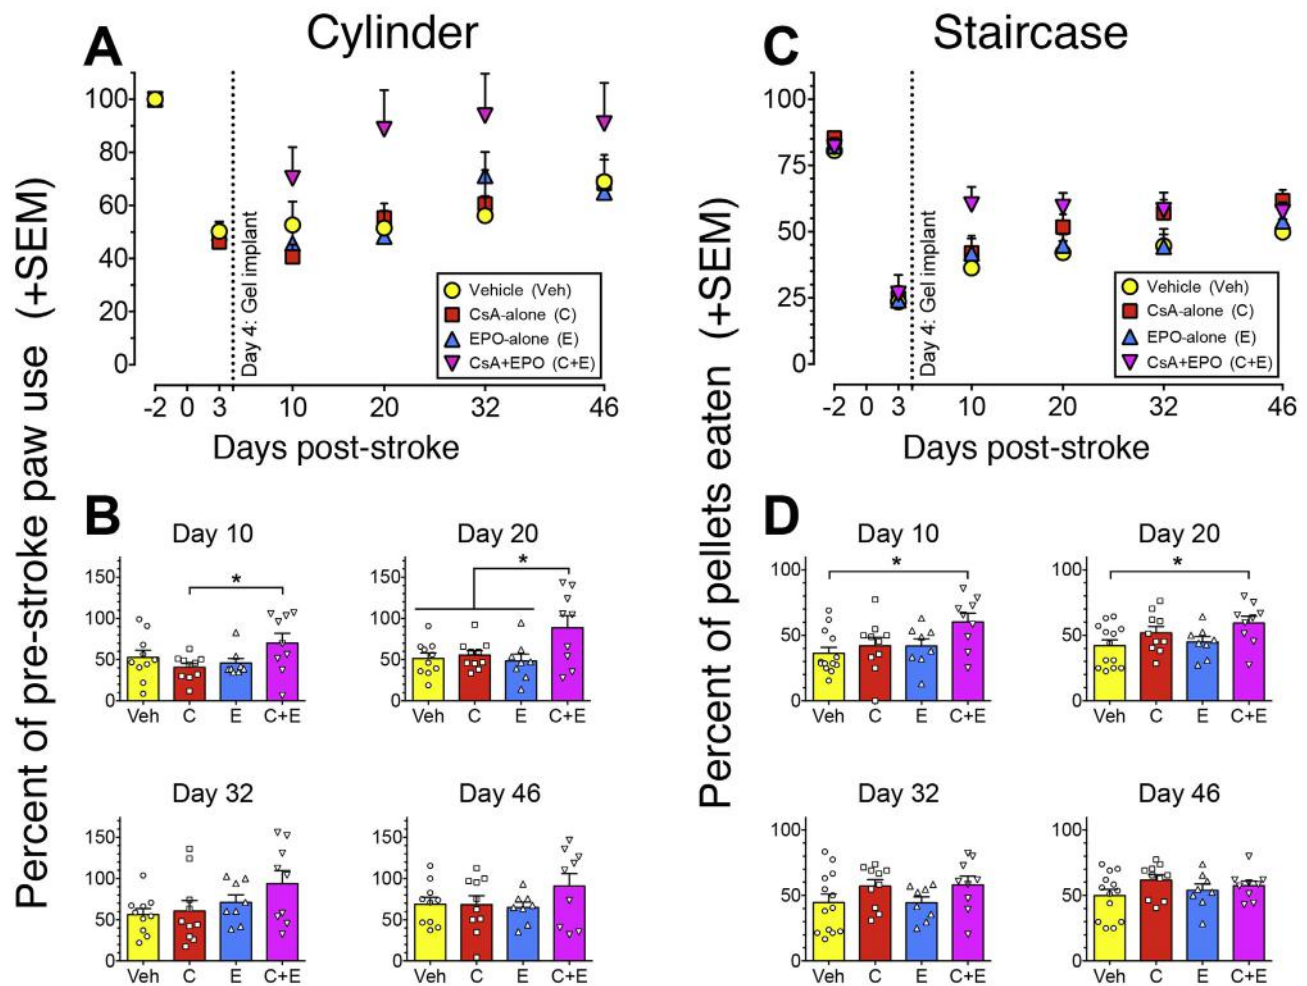 A
Cylinder
Percent of pre-stroke paw use (+SEM)
100
80
60
40
20
0
Day 4: Gel implant
Vehicle (Veh)
CsA-alone (C)
EPO-alone (E)
CsA+EPO (C+E)
-2 0 3 10 20 32 46
Days post-stroke
B
Day 10
150
100
50
0
*
Veh C E C+E
Day 20
150
100
50
0
*
Veh C E C+E
Day 32
150
100
50
0
Veh C E C+E
Day 46
150
100
50
0
Veh C E C+E
C
Staircase
Percent of pellets eaten (+SEM)
100
75
50
25
0
Day 4: Gel implant
Vehicle (Veh)
CsA-alone (C)
EPO-alone (E)
CsA+EPO (C+E)
-2 0 3 10 20 32 46
Days post-stroke
D
Day 10
100
50
0
*
Veh C E C+E
Day 20
100
50
0
*
Veh C E C+E
Day 32
100
50
0
Veh C E C+E
Day 46
100
50
0
Veh C E C+E